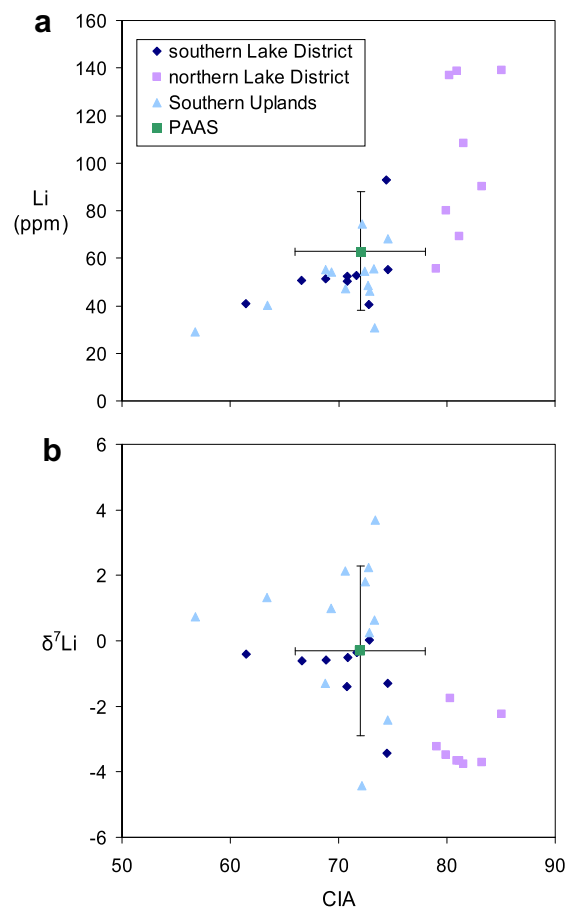 a
160
140
120
100
80
60
40
20
0
Li
(ppm)
southern Lake District
northern Lake District
Southern Uplands
PAAS
b
6
4
2
0
-2
-4
-6
δ⁷Li
50 60 70 80 90
CIA